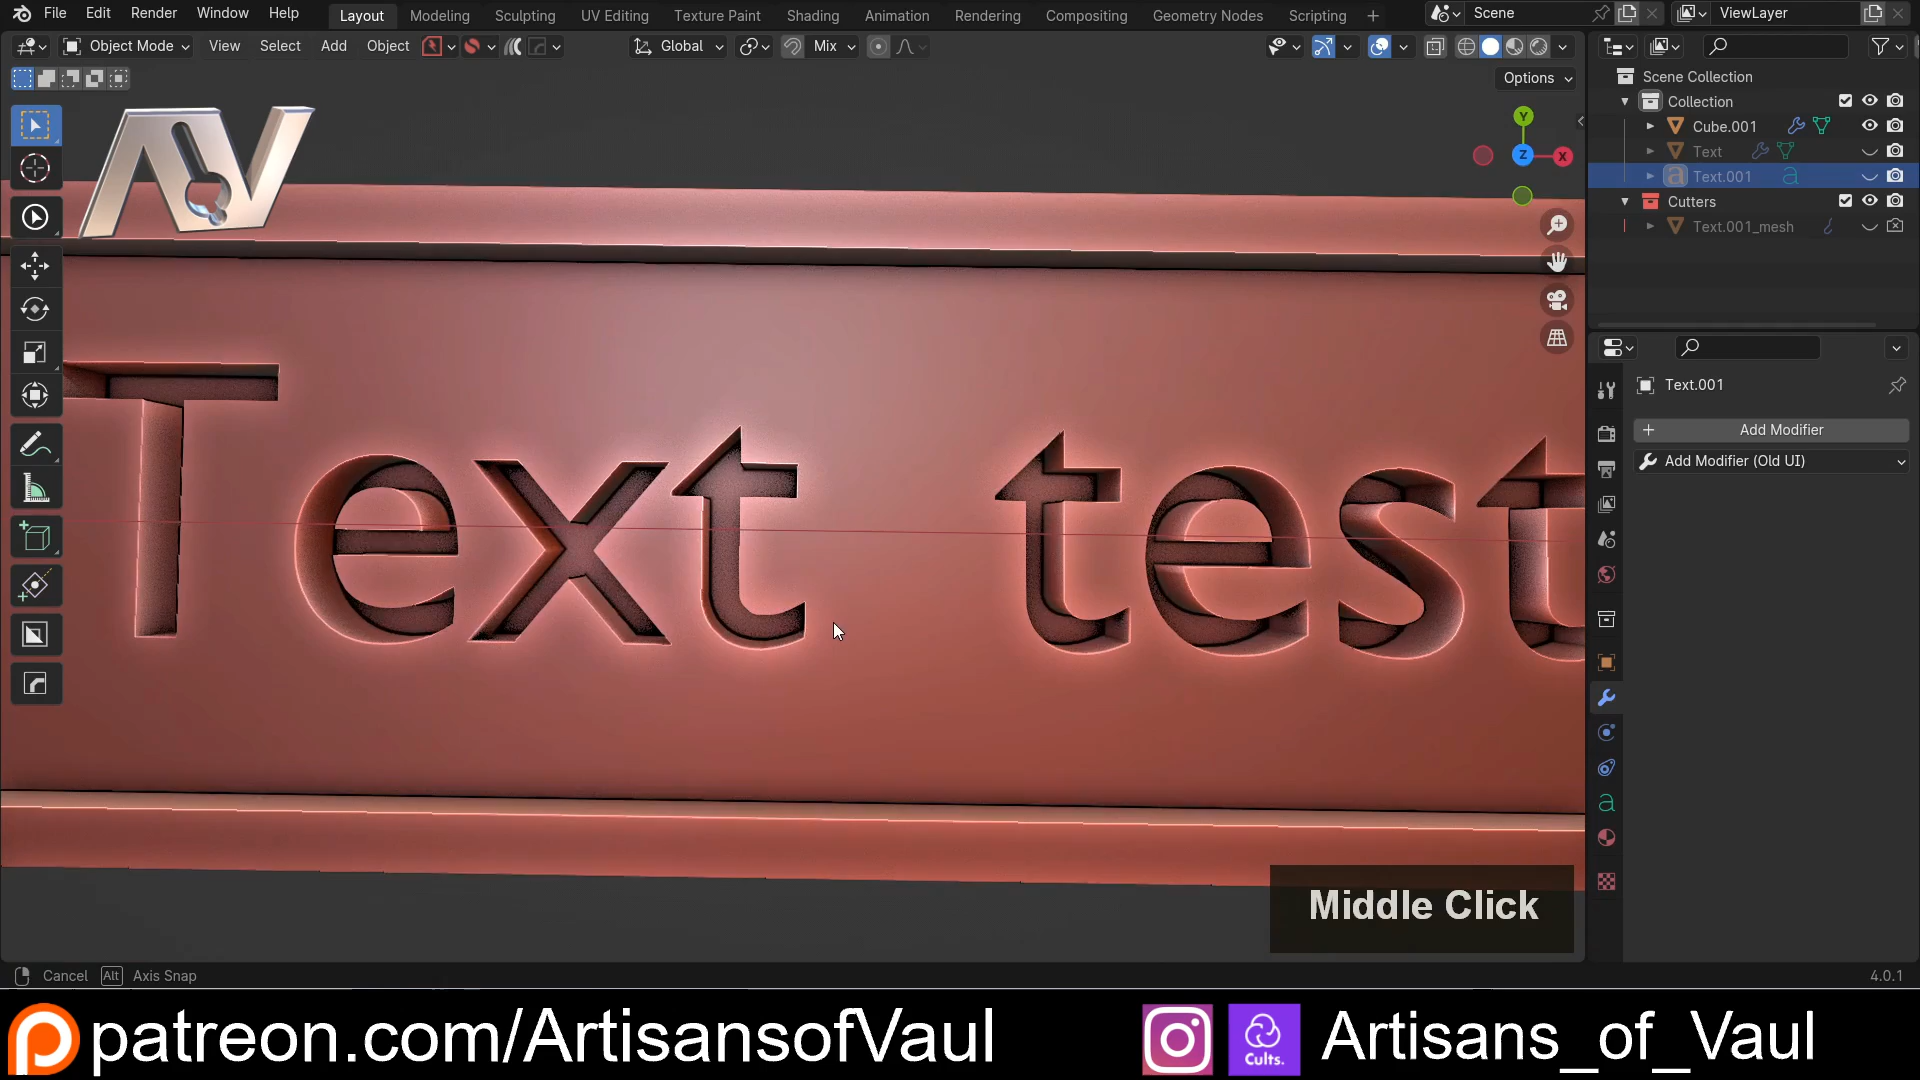 File Edit Render Window Help Layout Modeling Sculpting UV Editing Texture Paint Shading Animation Rendering Compositing Geometry Nodes Scripting + Scene ViewLayer
Object Mode View Select Add Object Global Mix
Options
Scene Collection
Collection
Cube.001
Text
Text.001
Cutters
Text.001_mesh
Y
Z X
AV
Text.001
Add Modifier
Add Modifier (Old UI)
Text test
Middle Click
Cancel Alt Axis Snap 4.0.1
patreon.com/ArtisansofVaul Cults. Artisans_of_Vaul